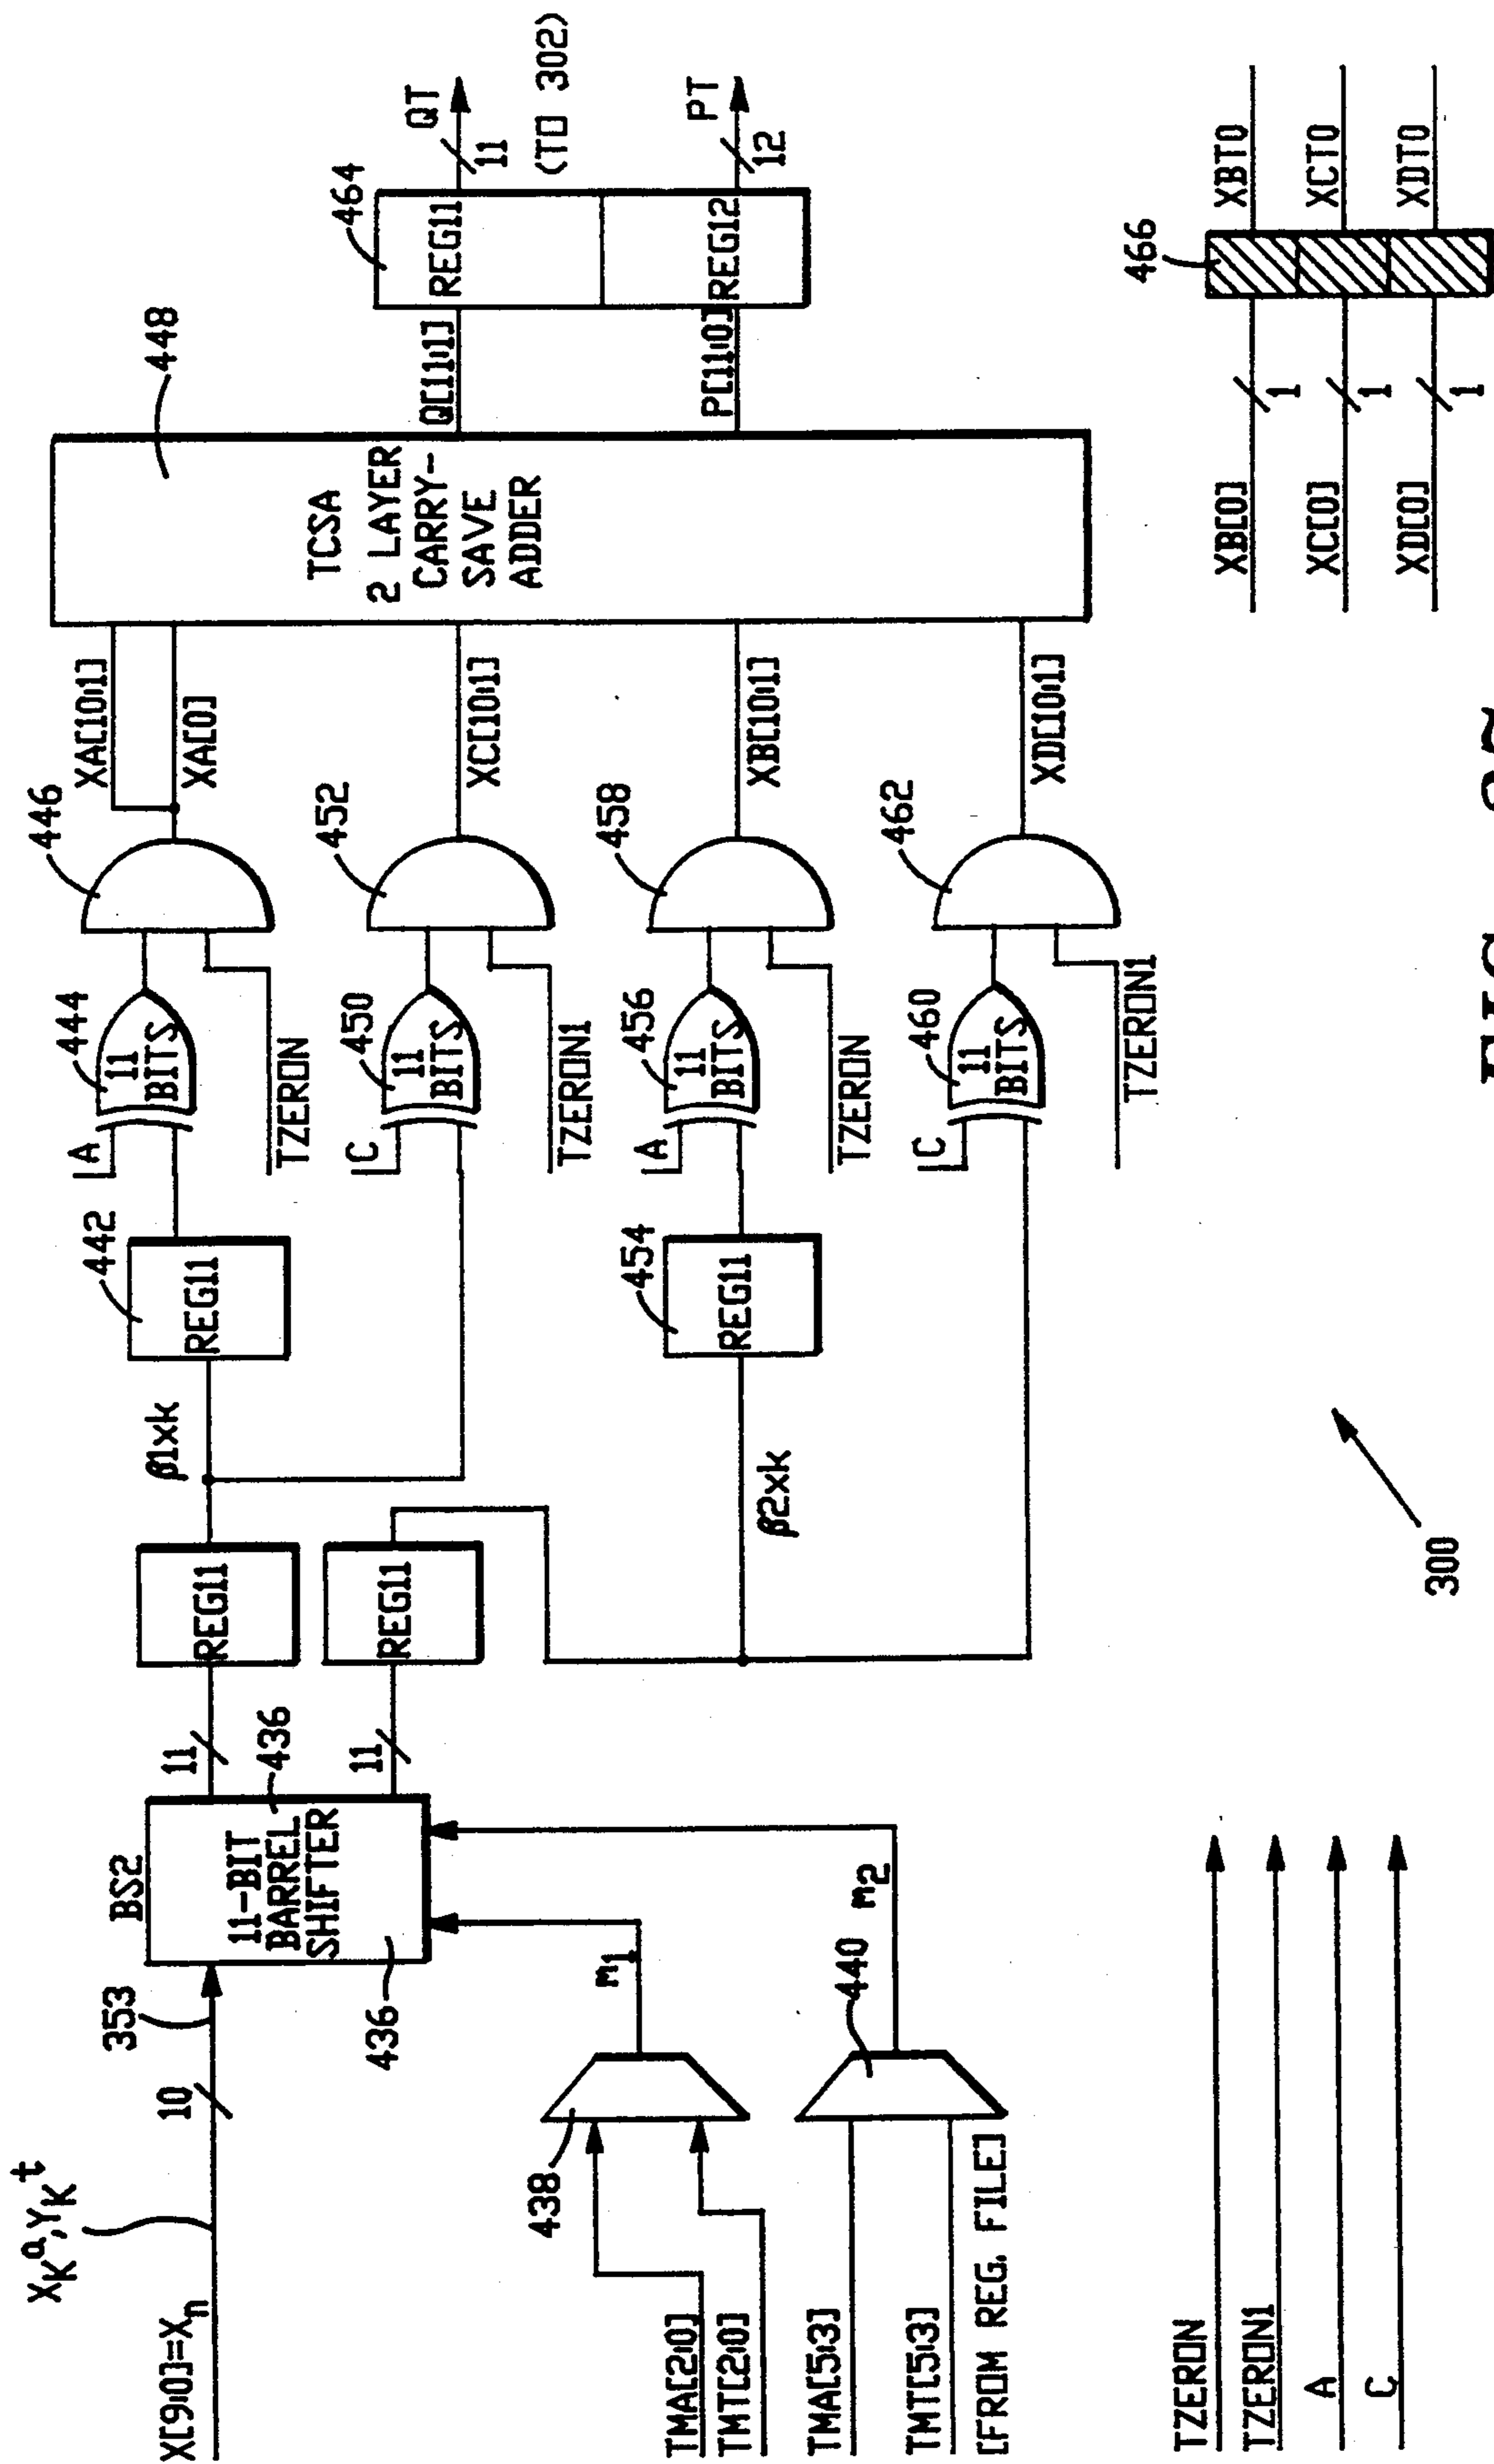 X_K^a, Y_K^t
X[9:0]=X_n
10
353
BS2
11-BIT
BARREL
SHIFTER
436
436
11
11
REG11
REG11
β1xk
β2xk
442
REG11
454
REG11
A
444
11
BITS
TZERON
446
XA[10:1]
XA[0]
C
450
11
BITS
TZERON1
452
XC[10:1]
A
456
11
BITS
TZERON
458
XB[10:1]
C
460
11
BITS
TZERON1
462
XD[10:1]
448
TCSA
2 LAYER
CARRY-
SAVE
ADDER
Q[11:1]
P[11:0]
464
REG11
REG12
QT
11
(TO 302)
PT
12
TMA[2:0]
TMT[2:0]
438
m1
TMA[5:3]
TMT[5:3]
440
m2
[FROM REG. FILE]
TZERON
TZERON1
A
C
300
466
XB[0]
1
XBT0
XC[0]
1
XCT0
XD[0]
1
XDT0